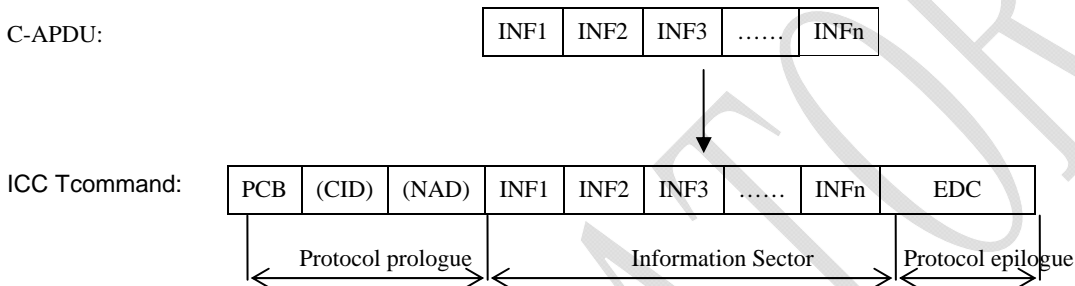 C-APDU: INF1 INF2 INF3 …… INFn
ICC Tcommand: PCB (CID) (NAD) INF1 INF2 INF3 …… INFn EDC
Protocol prologue Information Sector Protocol epilogue